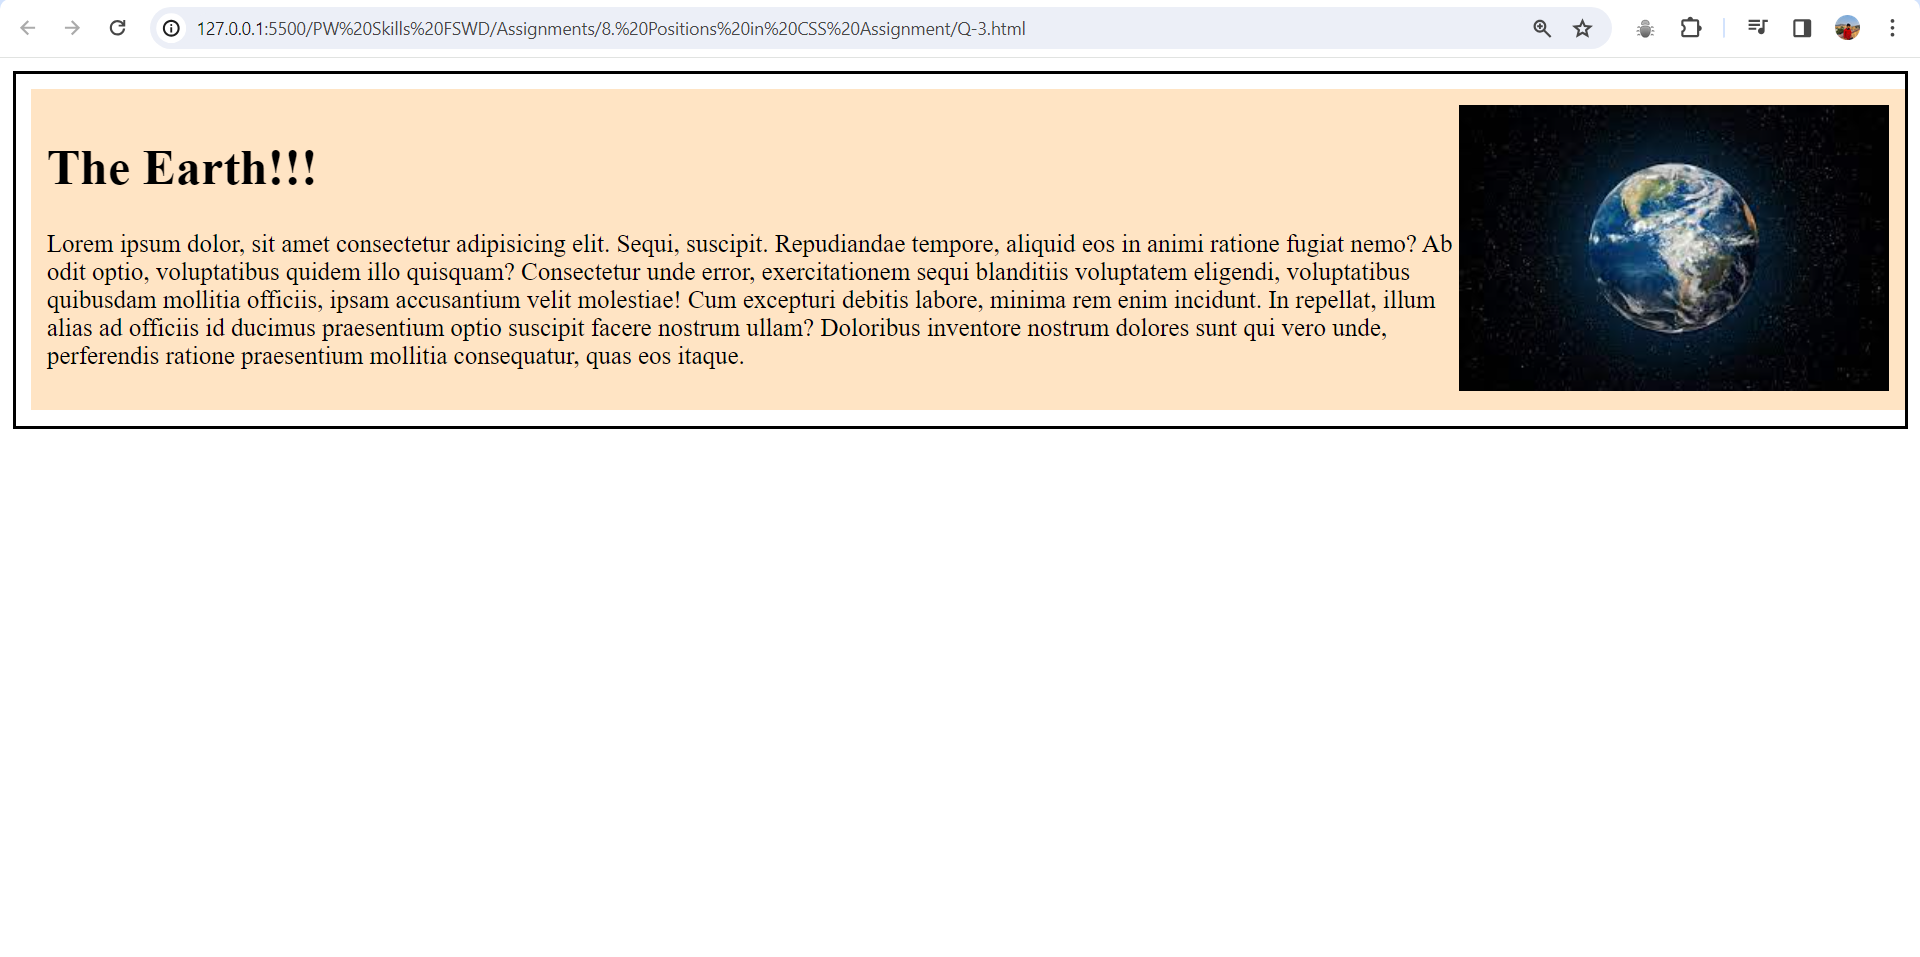 127.0.0.1:5500/PW%20Skills%20FSWD/Assignments/8.%20Positions%20in%20CSS%20Assignment/Q-3.html
The Earth!!!
Lorem ipsum dolor, sit amet consectetur adipisicing elit. Sequi, suscipit. Repudiandae tempore, aliquid eos in animi ratione fugiat nemo? Ab
odit optio, voluptatibus quidem illo quisquam? Consectetur unde error, exercitationem sequi blanditiis voluptatem eligendi, voluptatibus
quibusdam mollitia officiis, ipsam accusantium velit molestiae! Cum excepturi debitis labore, minima rem enim incidunt. In repellat, illum
alias ad officiis id ducimus praesentium optio suscipit facere nostrum ullam? Doloribus inventore nostrum dolores sunt qui vero unde,
perferendis ratione praesentium mollitia consequatur, quas eos itaque.